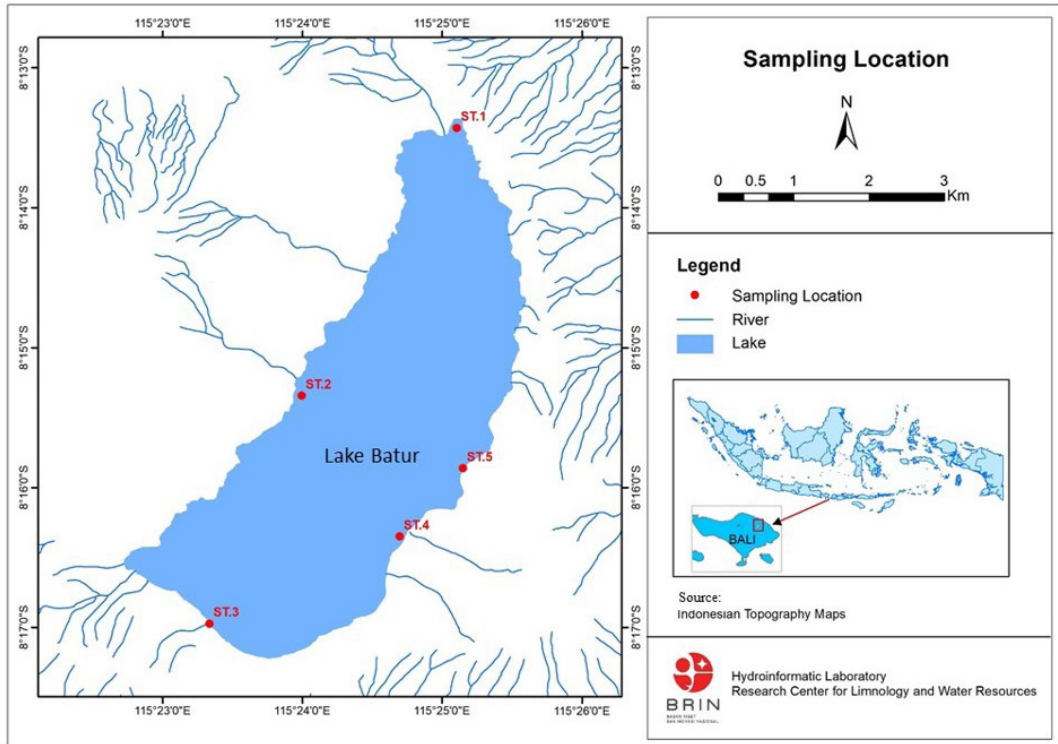 115°23'0"E 115°24'0"E 115°25'0"E 115°26'0"E
8°13'0"S 8°13'0"S
ST.1
8°14'0"S 8°14'0"S
8°15'0"S 8°15'0"S
ST.2
Lake Batur
ST.5
8°16'0"S 8°16'0"S
ST.4
ST.3
8°17'0"S 8°17'0"S
115°23'0"E 115°24'0"E 115°25'0"E 115°26'0"E
Sampling Location
N
0 0.5 1 2 3
Km
Legend
Sampling Location
River
Lake
BALI
Source:
Indonesian Topography Maps
BRIN
BADAN RISET
DAN INOVASI NASIONAL
Hydroinformatic Laboratory
Research Center for Limnology and Water Resources